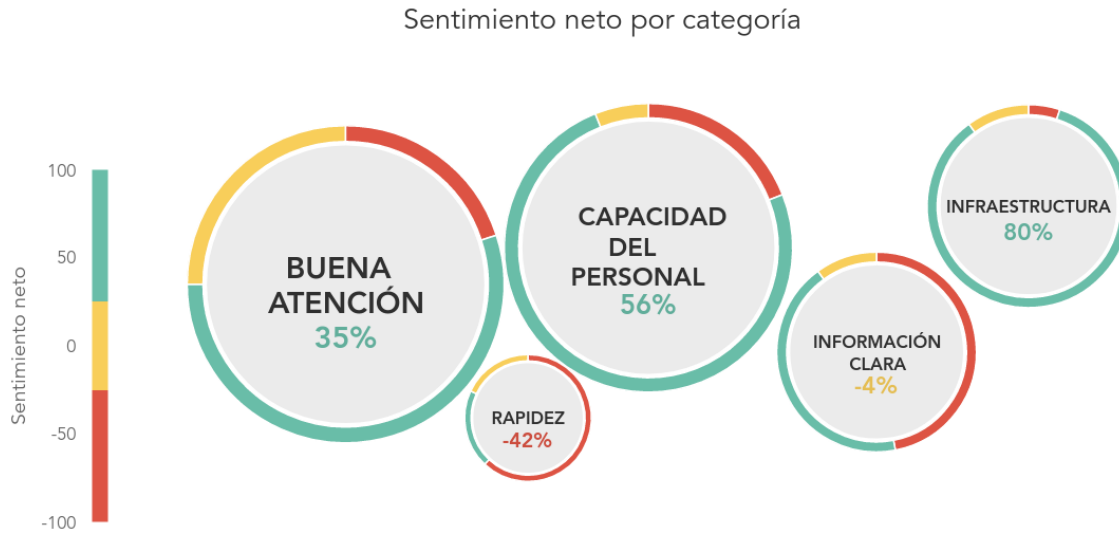 Sentimiento neto por categoría
100
50
0
-50
-100
Sentimiento neto
BUENA
ATENCIÓN
35%
CAPACIDAD
DEL
PERSONAL
56%
RAPIDEZ
-42%
INFORMACIÓN
CLARA
-4%
INFRAESTRUCTURA
80%